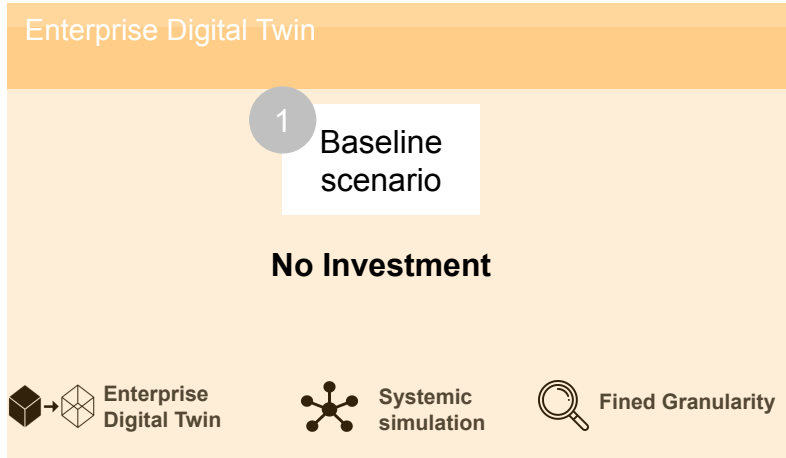 Enterprise Digital Twin
1
Baseline
scenario
No Investment
Enterprise
Digital Twin
Systemic
simulation
Fined Granularity